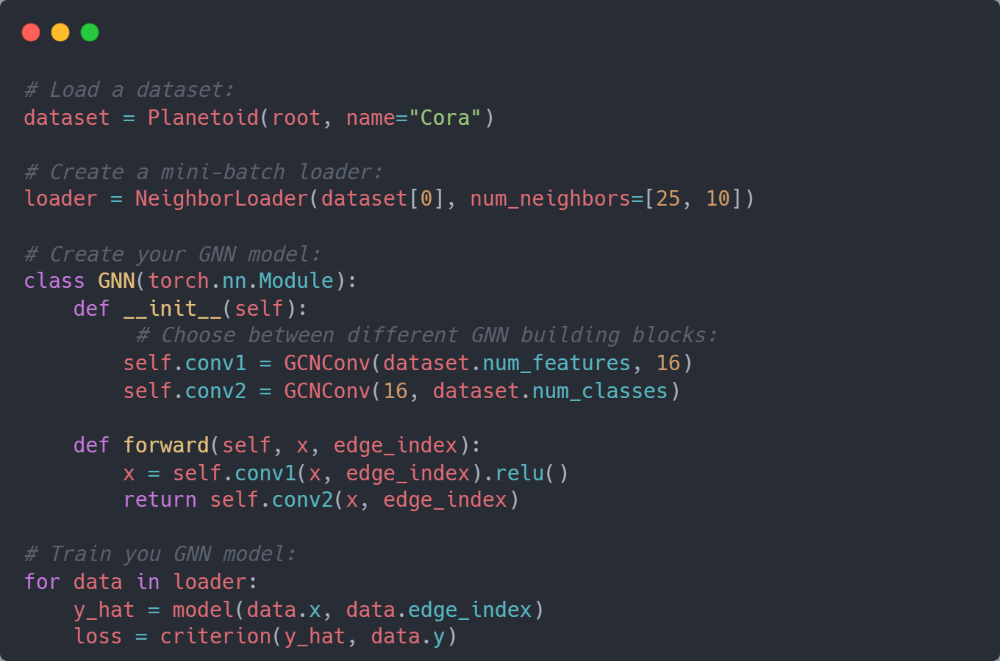 # Load a dataset:
dataset = Planetoid(root, name="Cora")
# Create a mini-batch loader:
loader = NeighborLoader(dataset[0], num_neighbors=[25, 10])
# Create your GNN model:
class GNN(torch.nn.Module):
    def __init__(self):
         # Choose between different GNN building blocks:
        self.conv1 = GCNConv(dataset.num_features, 16)
        self.conv2 = GCNConv(16, dataset.num_classes)
    def forward(self, x, edge_index):
        x = self.conv1(x, edge_index).relu()
        return self.conv2(x, edge_index)
# Train you GNN model:
for data in loader:
    y_hat = model(data.x, data.edge_index)
    loss = criterion(y_hat, data.y)